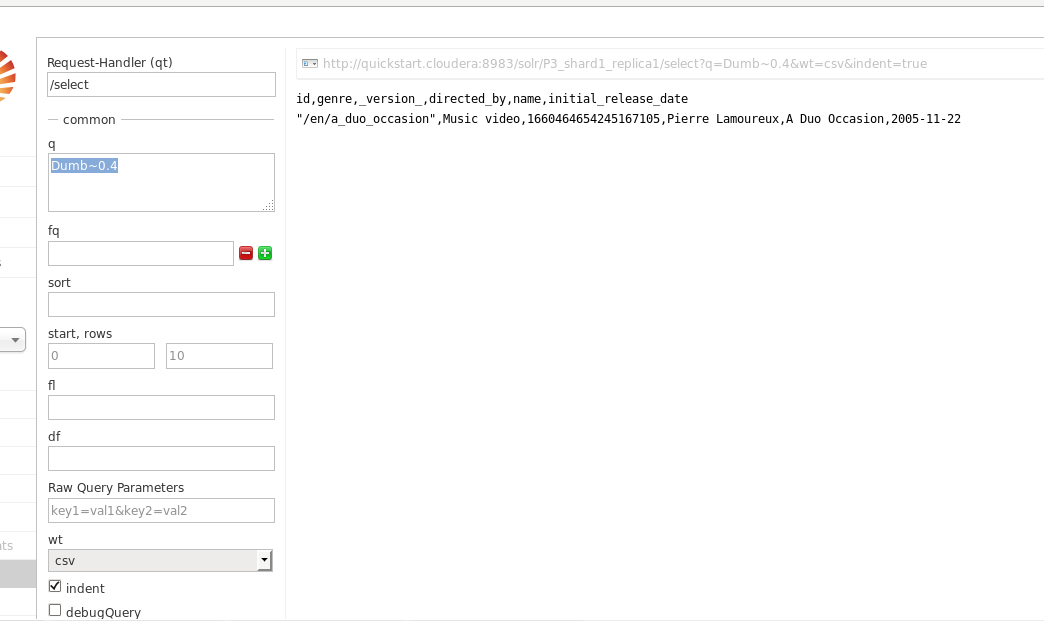 Request-Handler (qt)
/select
common
q
Dumb~0.4
fq
sort
start, rows
0 10
fl
df
Raw Query Parameters
key1=val1&key2=val2
wt
csv
indent
debugQuery
http://quickstart.cloudera:8983/solr/P3_shard1_replica1/select?q=Dumb~0.4&wt=csv&indent=true
id,genre,_version_,directed_by,name,initial_release_date
"/en/a_duo_occasion",Music video,1660464654245167105,Pierre Lamoureux,A Duo Occasion,2005-11-22